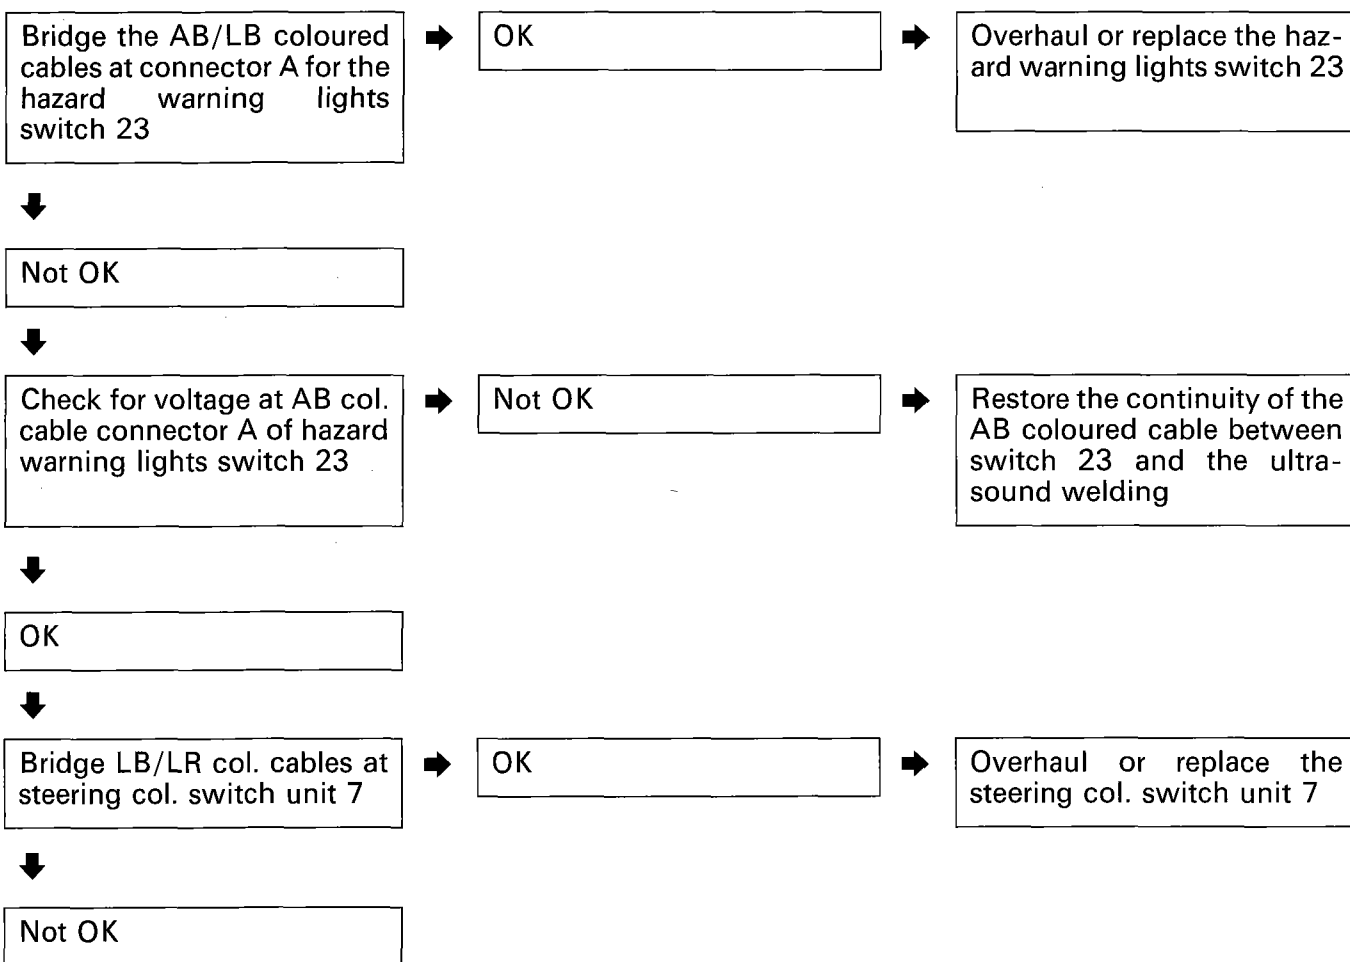 Bridge the AB/LB coloured
cables at connector A for the
hazard warning lights
switch 23
OK
Overhaul or replace the haz-
ard warning lights switch 23
Not OK
Check for voltage at AB col.
cable connector A of hazard
warning lights switch 23
Not OK
Restore the continuity of the
AB coloured cable between
switch 23 and the ultra-
sound welding
OK
Bridge LB/LR col. cables at
steering col. switch unit 7
OK
Overhaul or replace the
steering col. switch unit 7
Not OK